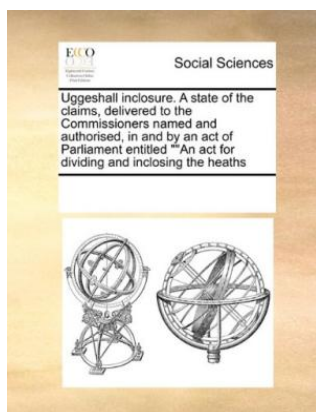 ECCO
Social Sciences
Uggeshall inclosure. A state of the
claims, delivered to the
Commissioners named and
authorised, in and by an act of
Parliament entitled ""An act for
dividing and inclosing the heaths